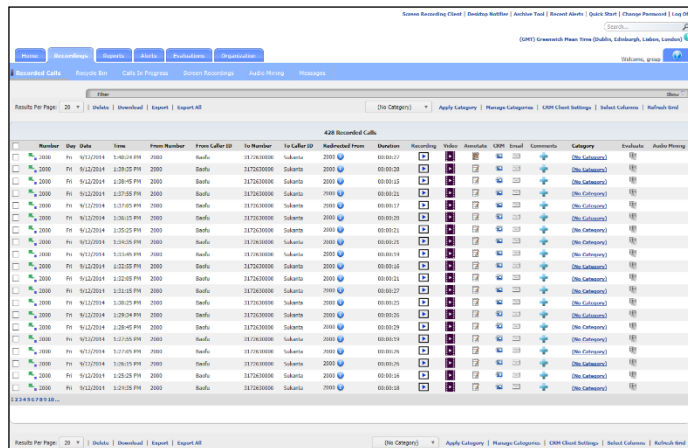 Screen Recording Client | Desktop Notifier | Archive Tool | Recent Alerts | Quick Start | Change Password | Log Off
Search...
(GMT) Greenwich Mean Time (Dublin, Edinburgh, Lisbon, London)
Welcome, group
Home Recordings Reports Alerts Evaluations Organization
Recorded Calls Recycle Bin Calls In Progress Screen Recordings Audio Mining Messages
Filter Show
Results Per Page: 20 | Delete | Download | Export | Export All (No Category) Apply Category | Manage Categories | CRM Client Settings | Select Columns | Refresh Grid
428 Recorded Calls
Number Day Date Time From Number From Caller ID To Number To Caller ID Redirected From Duration Recording Video Annotate CRM Email Comments Category Evaluate Audio Mining
2000 Fri 9/12/2014 2000 Baofu 3172630006 Sukanta 2000 00:00:27 (No Category)
2000 Fri 9/12/2014 2000 Baofu 3172630006 Sukanta 2000 00:00:28 (No Category)
2000 Fri 9/12/2014 1:38:45 PM 2000 Baofu 3172630006 Sukanta 2000 00:00:15 (No Category)
2000 Fri 9/12/2014 1:37:55 PM 2000 Baofu 3172630006 Sukanta 2000 00:00:21 (No Category)
2000 Fri 9/12/2014 1:37:05 PM 2000 Baofu 3172630006 Sukanta 2000 00:00:17 (No Category)
2000 Fri 9/12/2014 1:36:15 PM 2000 Baofu 3172630006 Sukanta 2000 00:00:20 (No Category)
2000 Fri 9/12/2014 1:35:25 PM 2000 Baofu 3172630006 Sukanta 2000 00:00:21 (No Category)
2000 Fri 9/12/2014 1:34:35 PM 2000 Baofu 3172630006 Sukanta 2000 00:00:21 (No Category)
2000 Fri 9/12/2014 1:33:45 PM 2000 Baofu 3172630006 Sukanta 2000 00:00:19 (No Category)
2000 Fri 9/12/2014 1:32:55 PM 2000 Baofu 3172630006 Sukanta 2000 00:00:16 (No Category)
2000 Fri 9/12/2014 1:32:05 PM 2000 Baofu 3172630006 Sukanta 2000 00:00:21 (No Category)
2000 Fri 9/12/2014 1:31:15 PM 2000 Baofu 3172630006 Sukanta 2000 00:00:27 (No Category)
2000 Fri 9/12/2014 1:30:25 PM 2000 Baofu 3172630006 Sukanta 2000 00:00:25 (No Category)
2000 Fri 9/12/2014 2000 Baofu 3172630006 Sukanta 2000 00:00:26 (No Category)
2000 Fri 9/12/2014 1:28:45 PM 2000 Baofu 3172630006 Sukanta 2000 00:00:29 (No Category)
2000 Fri 9/12/2014 1:27:55 PM 2000 Baofu 3172630006 Sukanta 2000 00:00:19 (No Category)
2000 Fri 9/12/2014 1:27:05 PM 2000 Baofu 3172630006 Sukanta 2000 00:00:26 (No Category)
2000 Fri 9/12/2014 1:26:15 PM 2000 Baofu 3172630006 Sukanta 2000 00:00:25 (No Category)
2000 Fri 9/12/2014 1:25:25 PM 2000 Baofu 3172630006 Sukanta 2000 00:00:16 (No Category)
2000 Fri 9/12/2014 1:24:35 PM 2000 Baofu 3172630006 Sukanta 2000 00:00:18 (No Category)
1 2 3 4 5 6 7 8 9 10 ...
Results Per Page: 20 | Delete | Download | Export | Export All (No Category) Apply Category | Manage Categories | CRM Client Settings | Select Columns | Refresh Grid